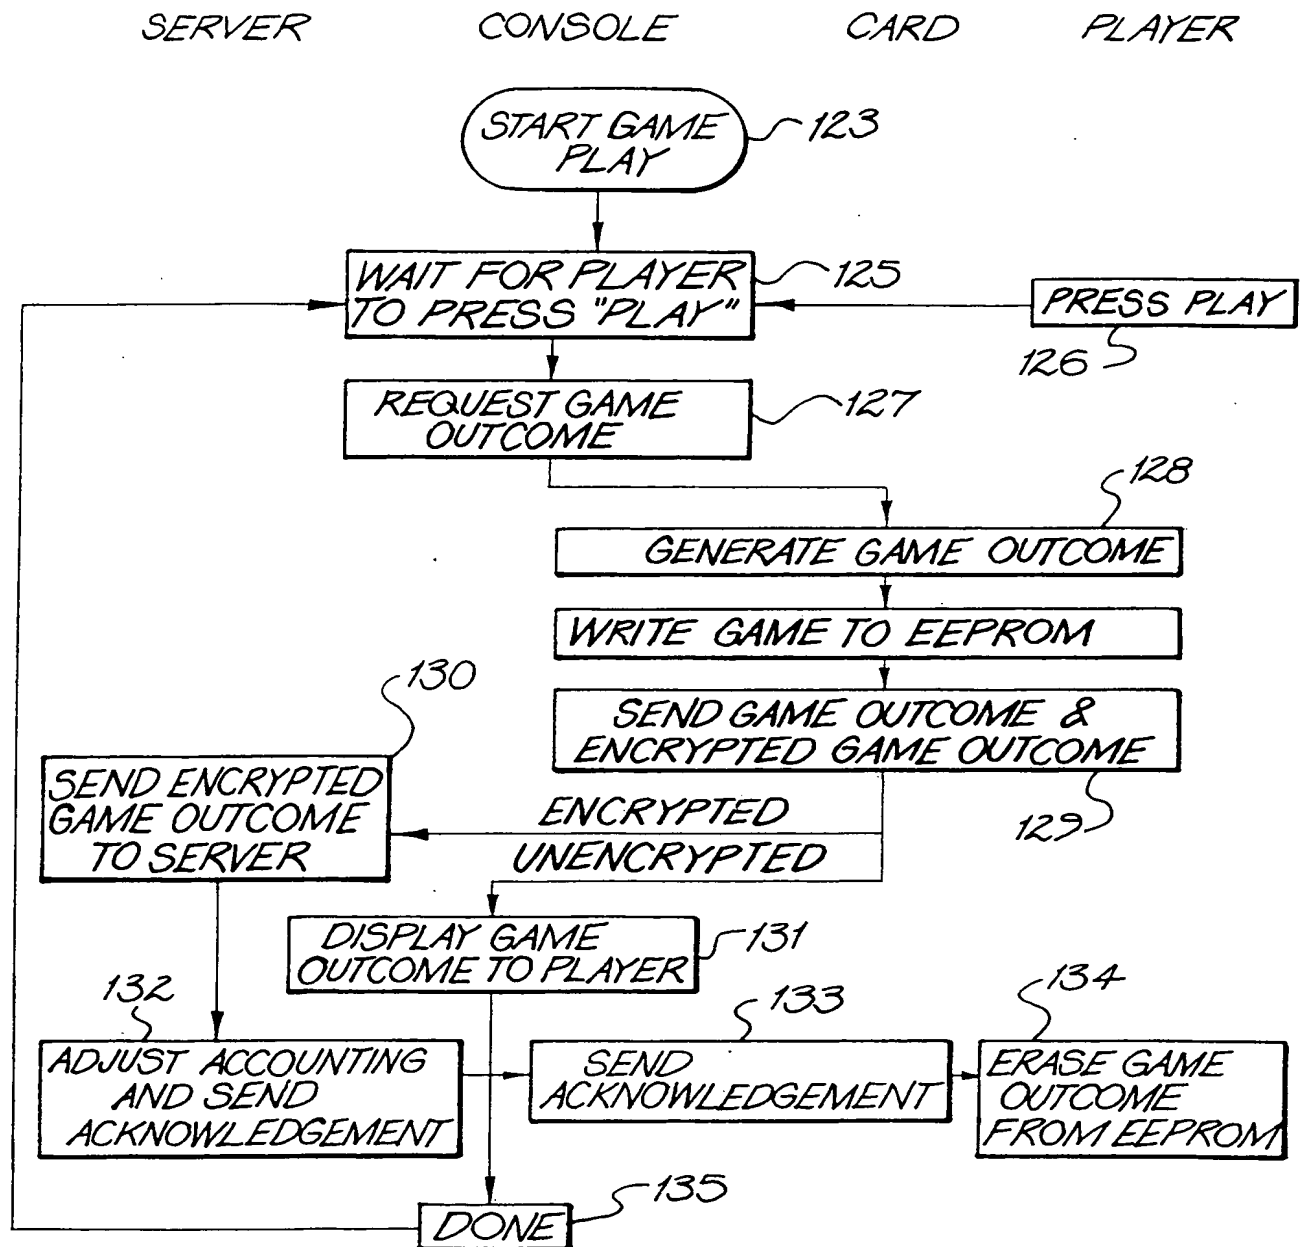 SERVER CONSOLE CARD PLAYER
START GAME
PLAY
123
WAIT FOR PLAYER
TO PRESS "PLAY"
125
PRESS PLAY
126
REQUEST GAME
OUTCOME
127
128
GENERATE GAME OUTCOME
WRITE GAME TO EEPROM
SEND GAME OUTCOME &
ENCRYPTED GAME OUTCOME
129
130
SEND ENCRYPTED
GAME OUTCOME
TO SERVER
ENCRYPTED
UNENCRYPTED
DISPLAY GAME
OUTCOME TO PLAYER
131
132
ADJUST ACCOUNTING
AND SEND
ACKNOWLEDGEMENT
133
SEND
ACKNOWLEDGEMENT
134
ERASE GAME
OUTCOME
FROM EEPROM
135
DONE